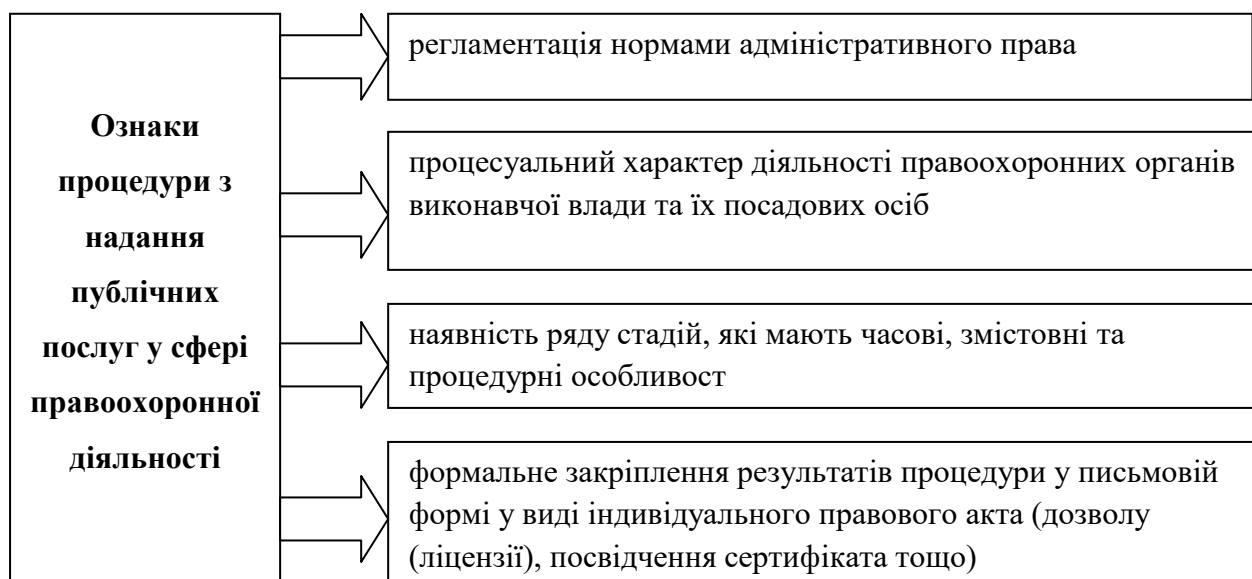 Ознаки
процедури з
надання
публічних
послуг у сфері
правоохоронної
діяльності
регламентація нормами адміністративного права
процесуальний характер діяльності правоохоронних органів
виконавчої влади та їх посадових осіб
наявність ряду стадій, які мають часові, змістовні та
процедурні особливост
формальне закріплення результатів процедури у письмовій
формі у виді індивідуального правового акта (дозволу
(ліцензії), посвідчення сертифіката тощо)